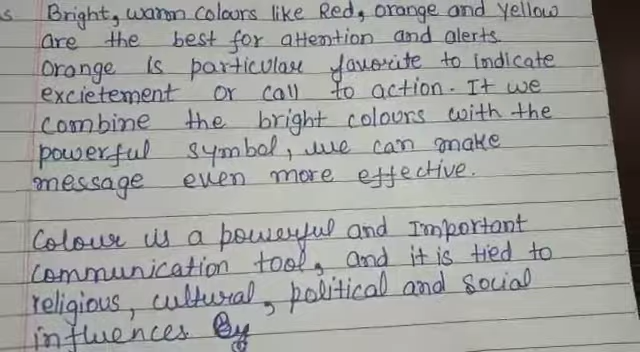 s Bright, warm colours like Red, orange and Yellow
are the best for attention and alerts.
Orange is particulare favorite to indicate
excietement or call to action. It we
combine the bright colours with the
powerful symbol, we can make
message even more effective.
Colour is a powerful and Important
communication tool, and it is tied to
religious, cultural, political and social
influences By